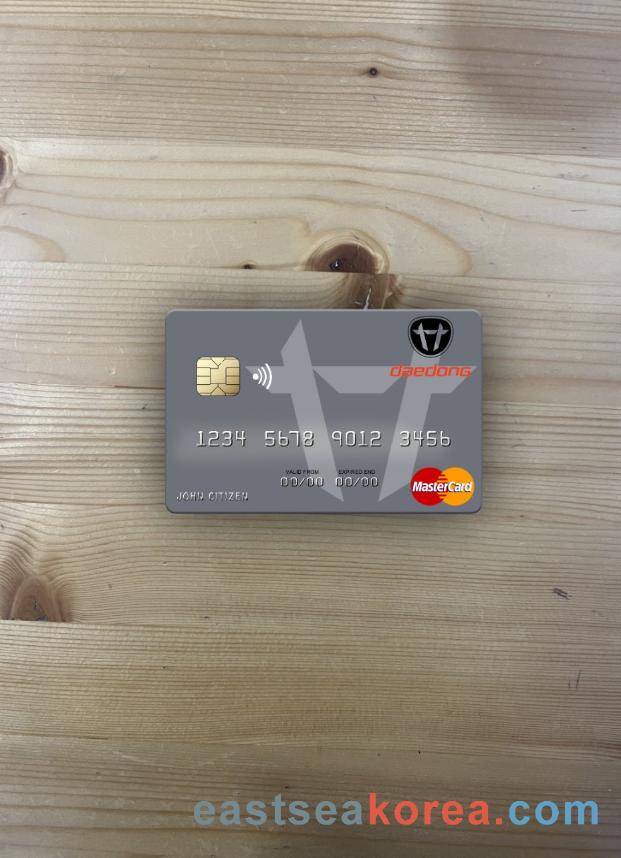 daedong
1234 5678 9012 3456
VALID FROM EXPIRED END
00/00 00/00
JOHN CITIZEN
MasterCard
eastseakorea.com